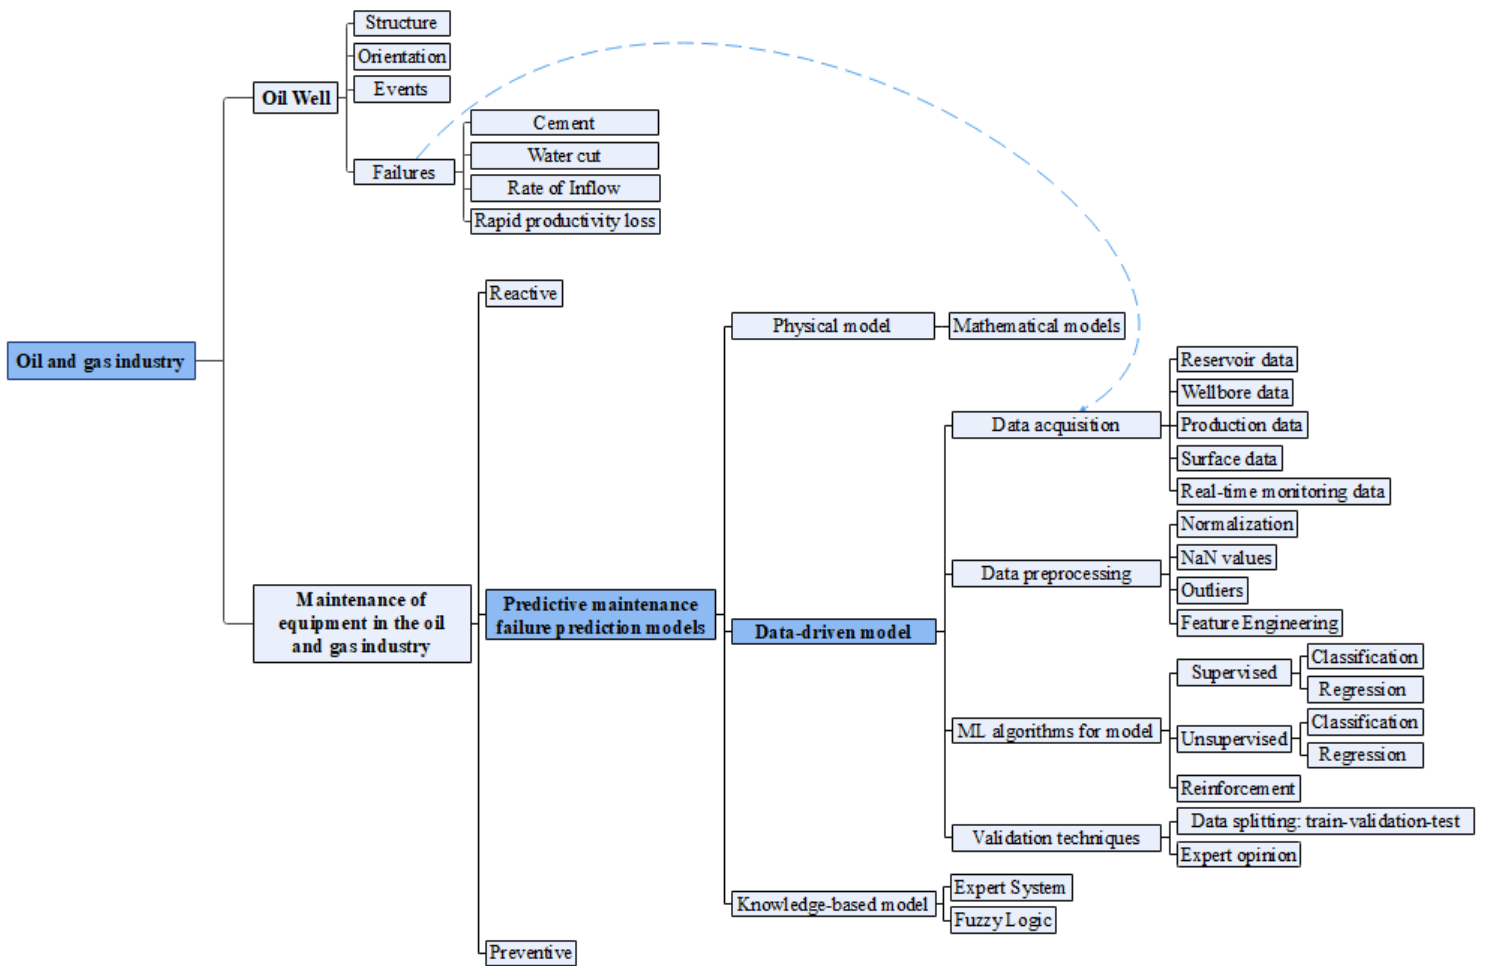 Structure
Orientation
Events
Oil Well
Cement
Water cut
Failures
Rate of Inflow
Rapid productivity loss
Reactive
Physical model
Mathematical models
Oil and gas industry
Reservoir data
Wellbore data
Data acquisition
Production data
Surface data
Real-time monitoring data
Normalization
NaN values
Data preprocessing
Outliers
Feature Engineering
Maintenance of
equipment in the oil
and gas industry
Predictive maintenance
failure prediction models
Data-driven model
Classification
Supervised
Regression
Classification
ML algorithms for model
Unsupervised
Regression
Reinforcement
Data splitting: train-validation-test
Validation techniques
Expert opinion
Expert System
Knowledge-based model
Fuzzy Logic
Preventive